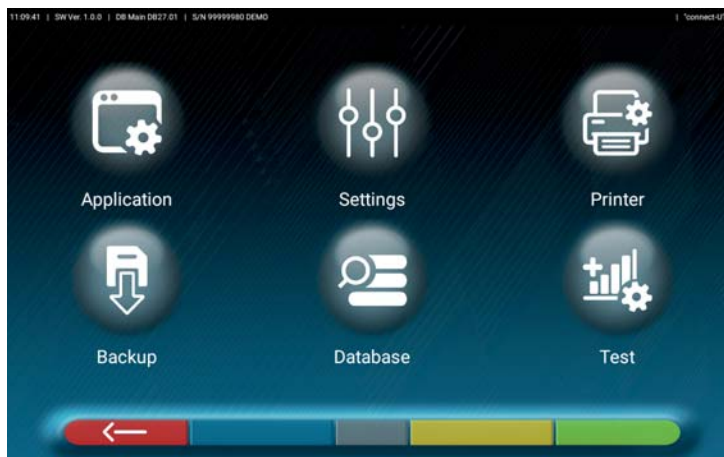 11:09:41 | SW Ver. 1.0.0 | DB Main DB27.01 | S/N 99999980 DEMO | "connect-U"
Application Settings Printer
Backup Database Test